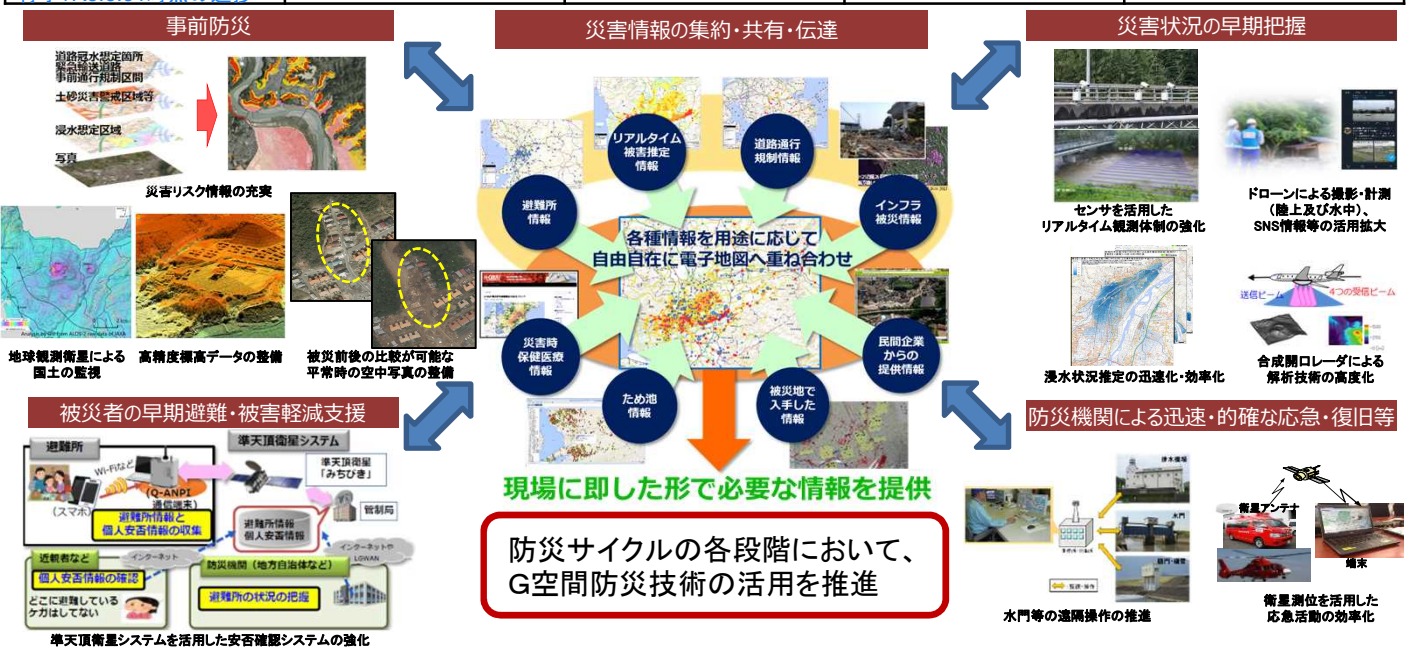 事前防災
道路冠水想定箇所
緊急輸送道路
事前通行規制区間
土砂災害警戒区域等
浸水想定区域
写真
災害リスク情報の充実
地球観測衛星による
国土の監視
高精度標高データの整備
被災前後の比較が可能な
平常時の空中写真の整備
災害情報の集約・共有・伝達
リアルタイム
被害推定
情報
道路通行
規制情報
避難所
情報
インフラ
被災情報
各種情報を用途に応じて
自由自在に電子地図へ重ね合わせ
災害時
保健医療
情報
民間企業
からの
提供情報
ため池
情報
被災地で
入手した
情報
現場に即した形で必要な情報を提供
防災サイクルの各段階において、
G空間防災技術の活用を推進
災害状況の早期把握
センサを活用した
リアルタイム観測体制の強化
ドローンによる撮影・計測
（陸上及び水中）、
SNS情報等の活用拡大
浸水状況推定の迅速化・効率化
送信ビーム
4つの受信ビーム
合成開口レーダによる
解析技術の高度化
被災者の早期避難・被害軽減支援
避難所
準天頂衛星システム
Wi-Fiなど
準天頂衛星
「みちびき」
(Q-ANPI
通信端末)
(スマホ)
管制局
避難所情報と
個人安否情報の収集
避難所情報
個人安否情報
インターネット
インターネットや
LGWAN
近親者など
個人安否情報の確認
防災機関（地方自治体など）
どこに避難している
ケガはしてない
避難所の状況の把握
準天頂衛星システムを活用した安否確認システムの強化
防災機関による迅速・的確な応急・復旧等
排水機場
水門
水門等の遠隔操作の推進
衛星アンテナ
端末
衛星測位を活用した
応急活動の効率化